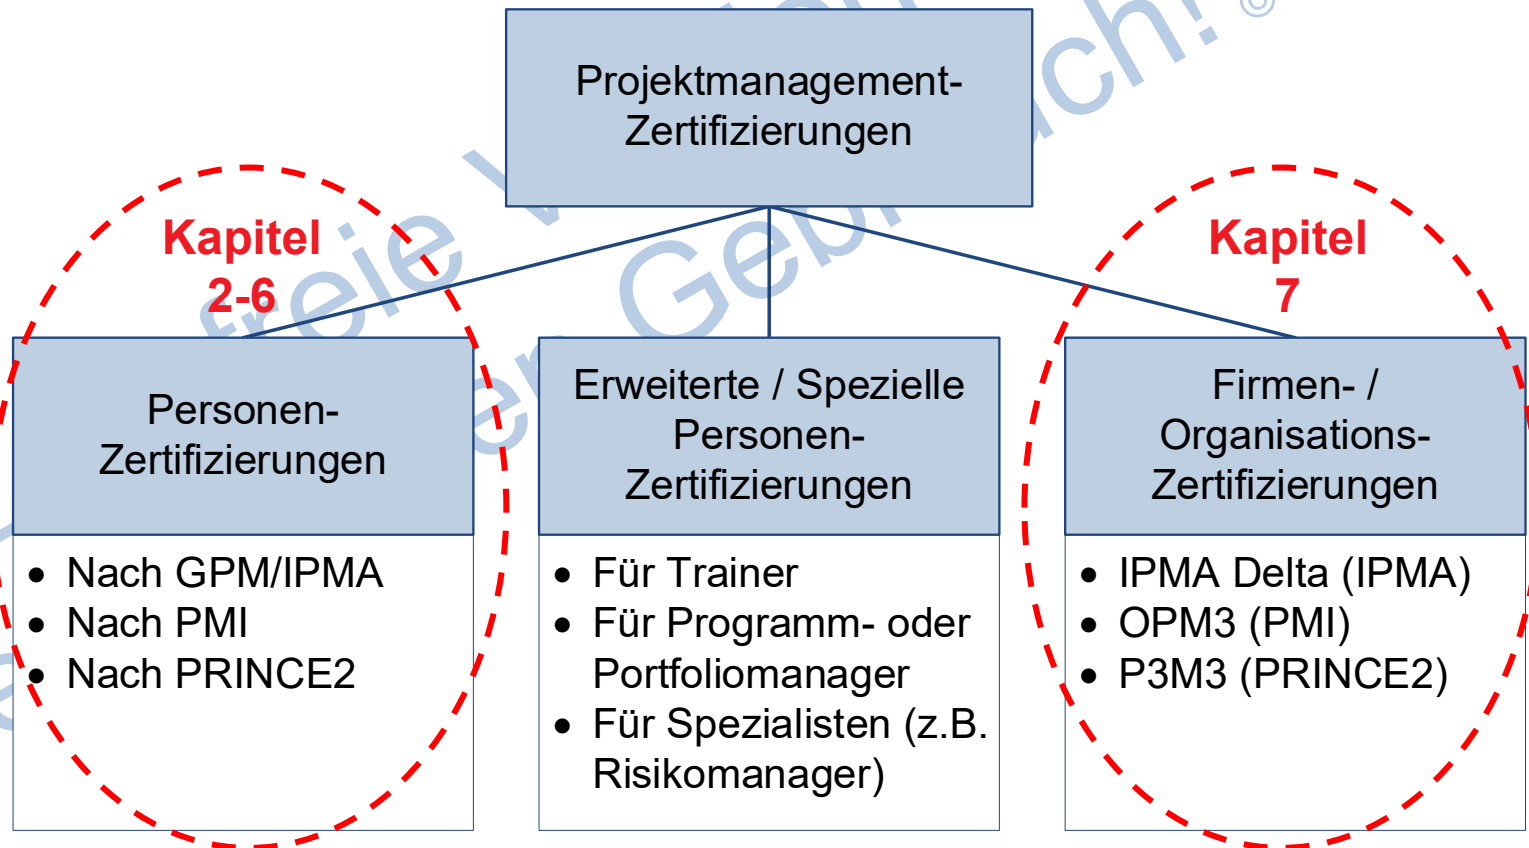 Projektmanagement-
Zertifizierungen
Kapitel
2-6
Kapitel
7
Personen-
Zertifizierungen
• Nach GPM/IPMA
• Nach PMI
• Nach PRINCE2
Erweiterte / Spezielle
Personen-
Zertifizierungen
• Für Trainer
• Für Programm- oder
Portfoliomanager
• Für Spezialisten (z.B.
Risikomanager)
Firmen- /
Organisations-
Zertifizierungen
• IPMA Delta (IPMA)
• OPM3 (PMI)
• P3M3 (PRINCE2)
freie